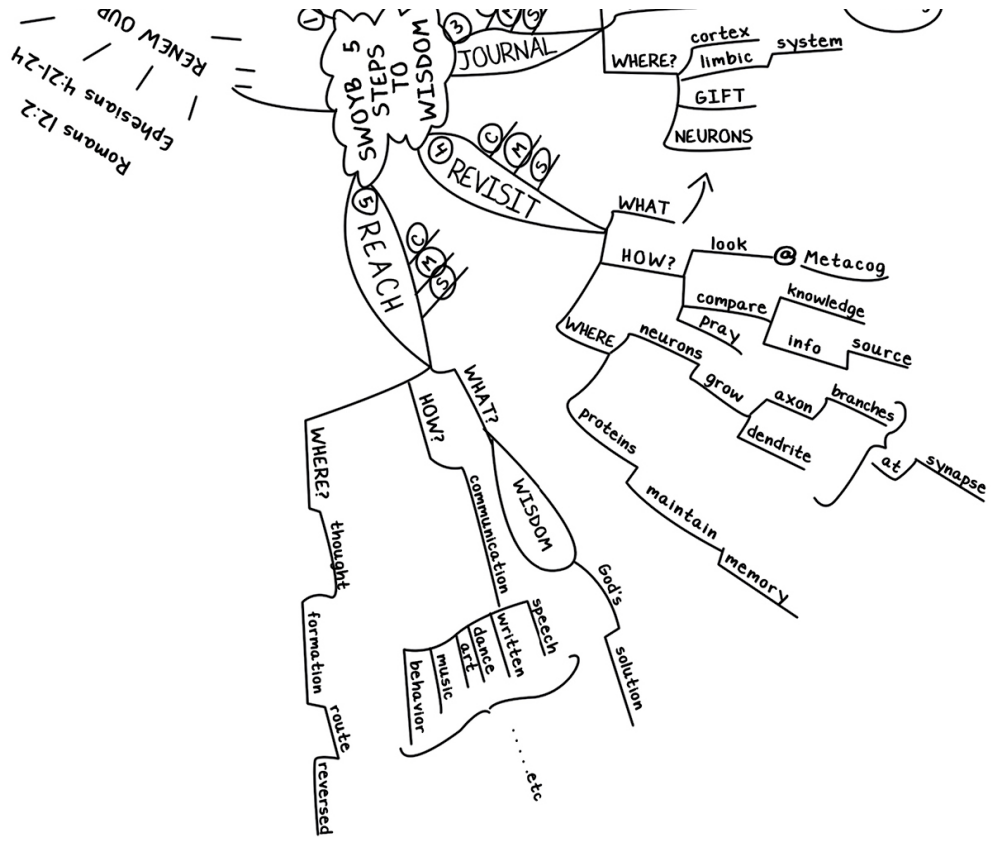 RENEW OUR
Ephesians 4:21-24
Romans 12:2
1
SWOYB 5
STEPS
TO
WISDOM
3
JOURNAL
WHERE?
cortex
limbic
system
GIFT
NEURONS
4
REVISIT
C
M
S
WHAT
HOW?
look
@ Metacog
compare
knowledge
info
source
pray
WHERE
neurons
grow
axon
branches
dendrite
at
synapse
proteins
maintain
memory
5
REACH
C
M
S
WHAT?
WISDOM
God's
solution
HOW?
communication
speech
written
dance
art
music
behavior
......etc
WHERE?
thought
formation
route
reversed